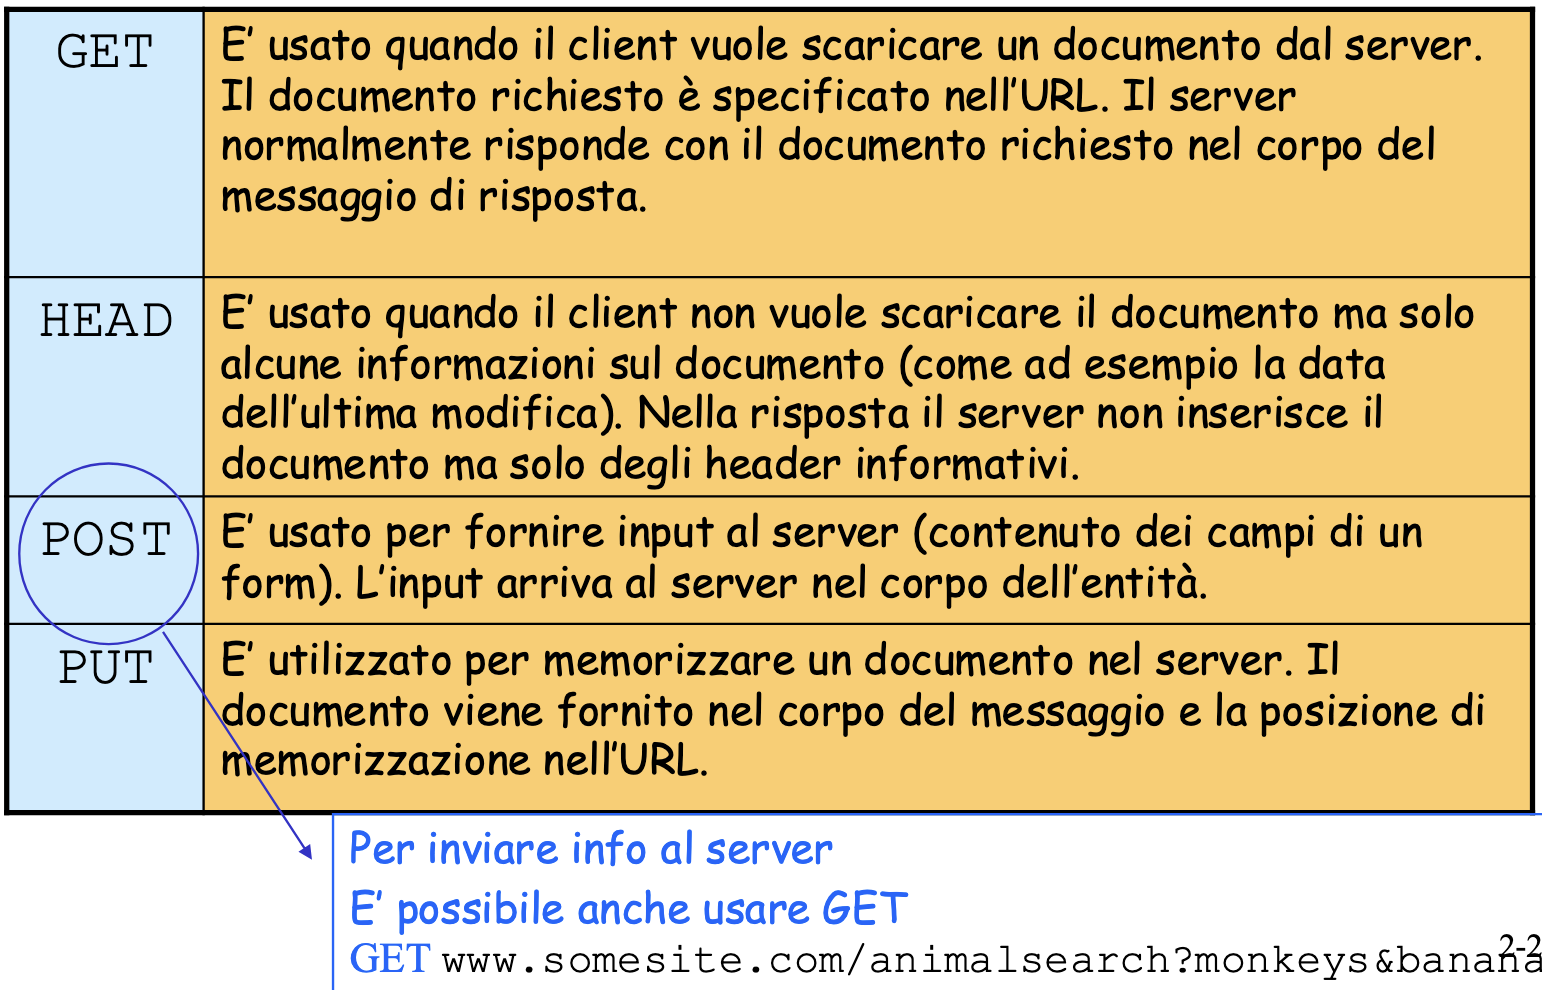 GET
E' usato quando il client vuole scaricare un documento dal server.
Il documento richiesto è specificato nell'URL. Il server
normalmente risponde con il documento richiesto nel corpo del
messaggio di risposta.
HEAD
E' usato quando il client non vuole scaricare il documento ma solo
alcune informazioni sul documento (come ad esempio la data
dell'ultima modifica). Nella risposta il server non inserisce il
documento ma solo degli header informativi.
POST
E' usato per fornire input al server (contenuto dei campi di un
form). L'input arriva al server nel corpo dell'entità.
PUT
E' utilizzato per memorizzare un documento nel server. Il
documento viene fornito nel corpo del messaggio e la posizione di
memorizzazione nell'URL.
Per inviare info al server
E' possibile anche usare GET
GET www.somesite.com/animalsearch?monkeys&banana
2-2